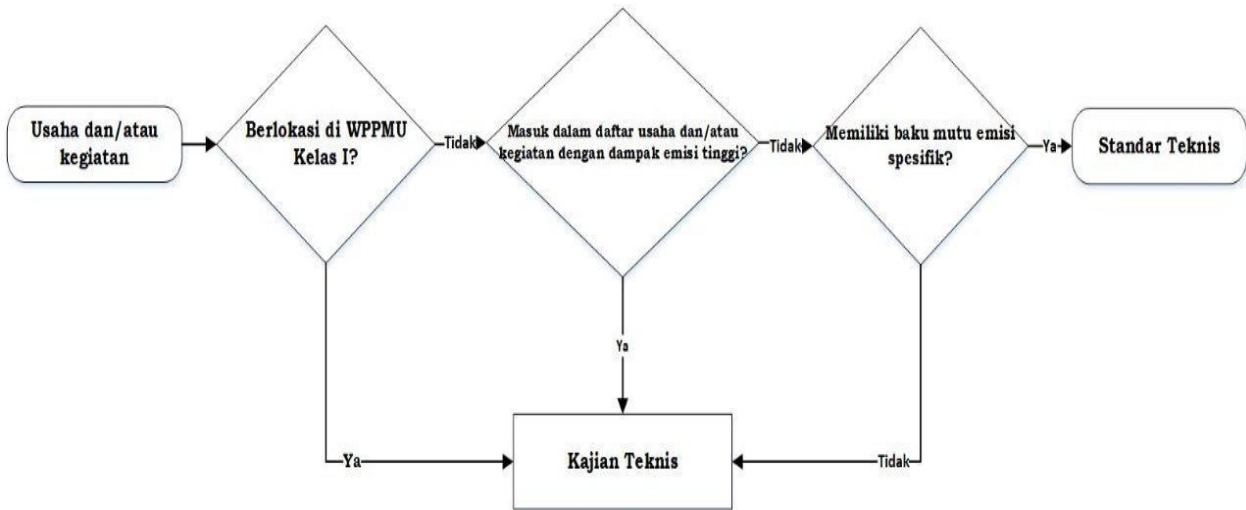 Usaha dan/atau
kegiatan
Berlokasi di WPPMU
Kelas I?
Tidak
Masuk dalam daftar usaha dan/atau
kegiatan dengan dampak emisi tinggi?
Tidak
Memiliki baku mutu emisi
spesifik?
Ya
Standar Teknis
Ya
Ya
Kajian Teknis
Tidak